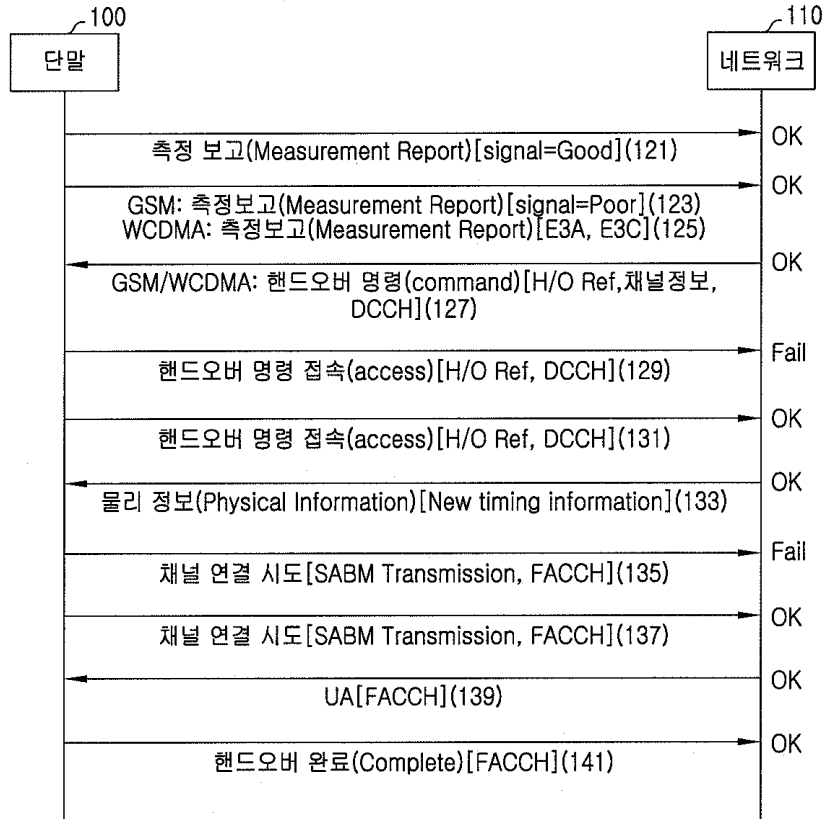 100
110
단말
네트워크
OK
측정 보고(Measurement Report)[signal=Good](121)
OK
GSM: 측정보고(Measurement Report)[signal=Poor](123)
WCDMA: 측정보고(Measurement Report)[E3A, E3C](125)
OK
GSM/WCDMA: 핸드오버 명령(command)[H/O Ref,채널정보,
DCCH](127)
Fail
핸드오버 명령 접속(access)[H/O Ref, DCCH](129)
OK
핸드오버 명령 접속(access)[H/O Ref, DCCH](131)
OK
물리 정보(Physical Information)[New timing information](133)
Fail
채널 연결 시도[SABM Transmission, FACCH](135)
OK
채널 연결 시도[SABM Transmission, FACCH](137)
OK
UA[FACCH](139)
OK
핸드오버 완료(Complete)[FACCH](141)